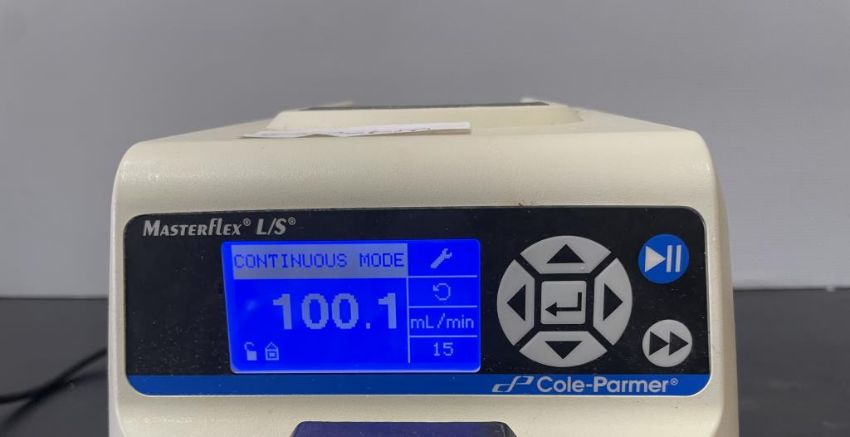 MASTERFLEX® L/S®
CONTINUOUS MODE
100.1
mL/min
15
Cole-Parmer®